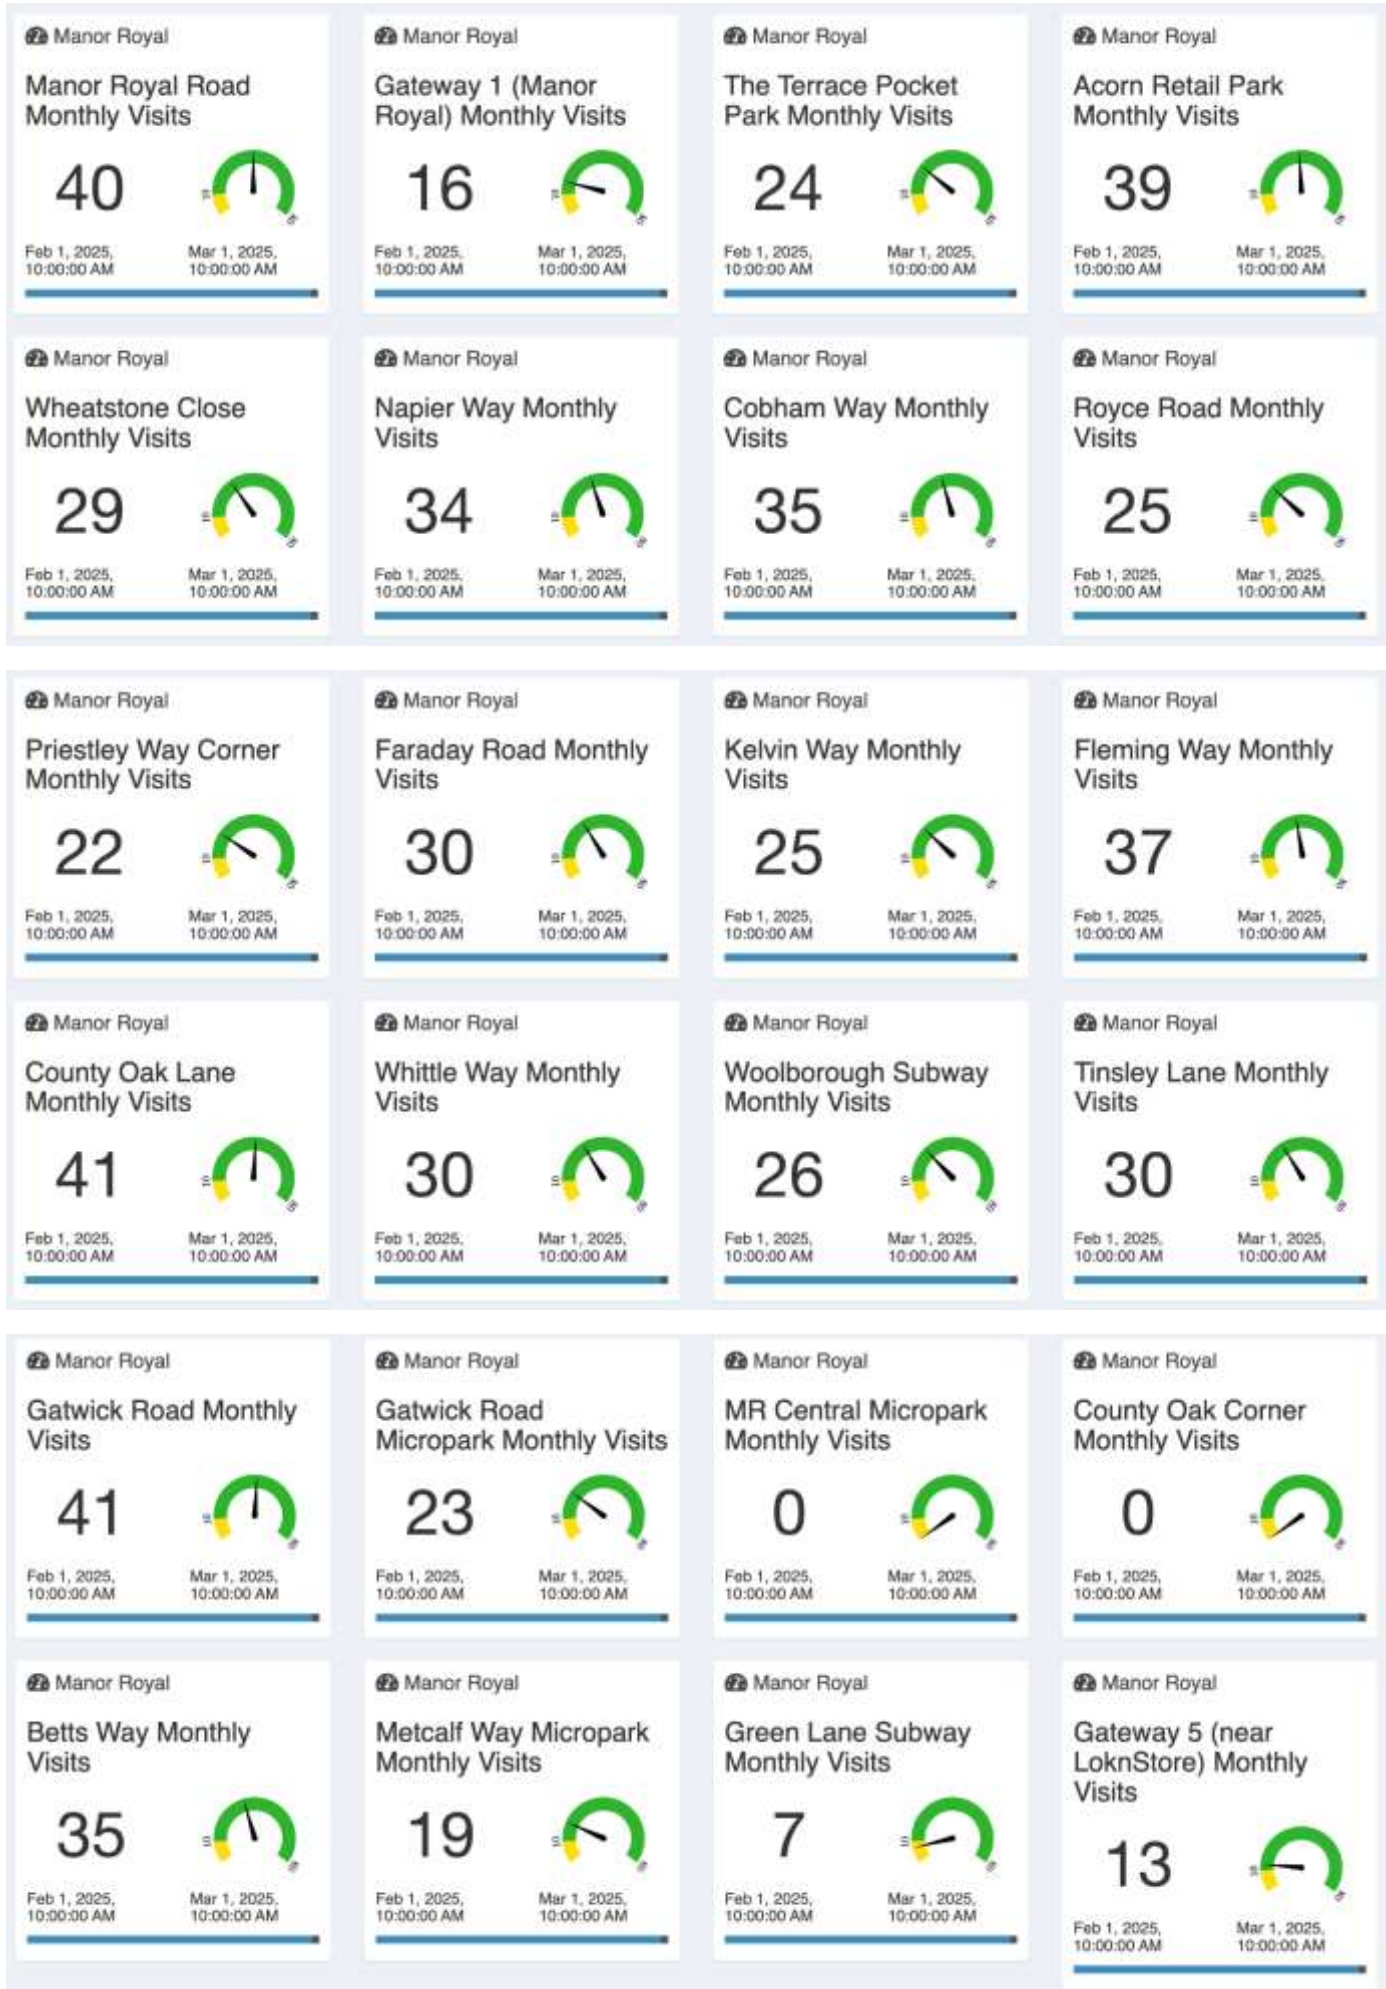 Manor Royal
Manor Royal Road
Monthly Visits
40
Feb 1, 2025,
10:00:00 AM
Mar 1, 2025,
10:00:00 AM
Manor Royal
Gateway 1 (Manor
Royal) Monthly Visits
16
Feb 1, 2025,
10:00:00 AM
Mar 1, 2025,
10:00:00 AM
Manor Royal
The Terrace Pocket
Park Monthly Visits
24
Feb 1, 2025,
10:00:00 AM
Mar 1, 2025,
10:00:00 AM
Manor Royal
Acorn Retail Park
Monthly Visits
39
Feb 1, 2025,
10:00:00 AM
Mar 1, 2025,
10:00:00 AM
Manor Royal
Wheatstone Close
Monthly Visits
29
Feb 1, 2025,
10:00:00 AM
Mar 1, 2025,
10:00:00 AM
Manor Royal
Napier Way Monthly
Visits
34
Feb 1, 2025,
10:00:00 AM
Mar 1, 2025,
10:00:00 AM
Manor Royal
Cobham Way Monthly
Visits
35
Feb 1, 2025,
10:00:00 AM
Mar 1, 2025,
10:00:00 AM
Manor Royal
Royce Road Monthly
Visits
25
Feb 1, 2025,
10:00:00 AM
Mar 1, 2025,
10:00:00 AM
Manor Royal
Priestley Way Corner
Monthly Visits
22
Feb 1, 2025,
10:00:00 AM
Mar 1, 2025,
10:00:00 AM
Manor Royal
Faraday Road Monthly
Visits
30
Feb 1, 2025,
10:00:00 AM
Mar 1, 2025,
10:00:00 AM
Manor Royal
Kelvin Way Monthly
Visits
25
Feb 1, 2025,
10:00:00 AM
Mar 1, 2025,
10:00:00 AM
Manor Royal
Fleming Way Monthly
Visits
37
Feb 1, 2025,
10:00:00 AM
Mar 1, 2025,
10:00:00 AM
Manor Royal
County Oak Lane
Monthly Visits
41
Feb 1, 2025,
10:00:00 AM
Mar 1, 2025,
10:00:00 AM
Manor Royal
Whittle Way Monthly
Visits
30
Feb 1, 2025,
10:00:00 AM
Mar 1, 2025,
10:00:00 AM
Manor Royal
Woolborough Subway
Monthly Visits
26
Feb 1, 2025,
10:00:00 AM
Mar 1, 2025,
10:00:00 AM
Manor Royal
Tinsley Lane Monthly
Visits
30
Feb 1, 2025,
10:00:00 AM
Mar 1, 2025,
10:00:00 AM
Manor Royal
Gatwick Road Monthly
Visits
41
Feb 1, 2025,
10:00:00 AM
Mar 1, 2025,
10:00:00 AM
Manor Royal
Gatwick Road
Micropark Monthly Visits
23
Feb 1, 2025,
10:00:00 AM
Mar 1, 2025,
10:00:00 AM
Manor Royal
MR Central Micropark
Monthly Visits
0
Feb 1, 2025,
10:00:00 AM
Mar 1, 2025,
10:00:00 AM
Manor Royal
County Oak Corner
Monthly Visits
0
Feb 1, 2025,
10:00:00 AM
Mar 1, 2025,
10:00:00 AM
Manor Royal
Betts Way Monthly
Visits
35
Feb 1, 2025,
10:00:00 AM
Mar 1, 2025,
10:00:00 AM
Manor Royal
Metcalf Way Micropark
Monthly Visits
19
Feb 1, 2025,
10:00:00 AM
Mar 1, 2025,
10:00:00 AM
Manor Royal
Green Lane Subway
Monthly Visits
7
Feb 1, 2025,
10:00:00 AM
Mar 1, 2025,
10:00:00 AM
Manor Royal
Gateway 5 (near
LoknStore) Monthly
Visits
13
Feb 1, 2025,
10:00:00 AM
Mar 1, 2025,
10:00:00 AM